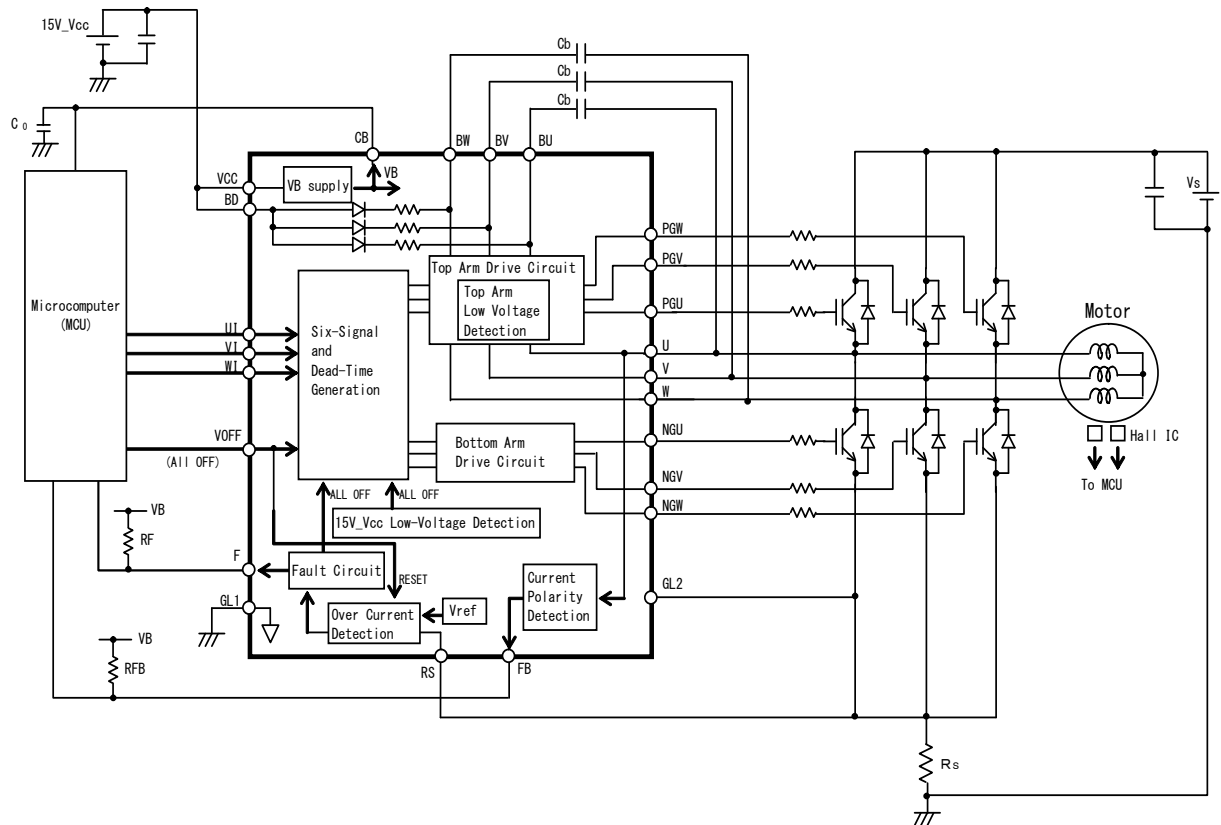 15V_Vcc
Cb
Cb
Cb
C0
CB
BW
BV
BU
VCC
BD
VB supply
VB
Vs
PGW
PGV
PGU
Top Arm Drive Circuit
Top Arm
Low Voltage
Detection
Microcomputer
(MCU)
UI
VI
WI
Six-Signal
and
Dead-Time
Generation
U
V
W
Motor
Hall IC
To MCU
VOFF
(All OFF)
Bottom Arm
Drive Circuit
NGU
NGV
NGW
ALL OFF
ALL OFF
15V_Vcc Low-Voltage Detection
VB
RF
F
Fault Circuit
RESET
Current
Polarity
Detection
GL2
GL1
Over Current
Detection
Vref
VB
RFB
RS
FB
Rs